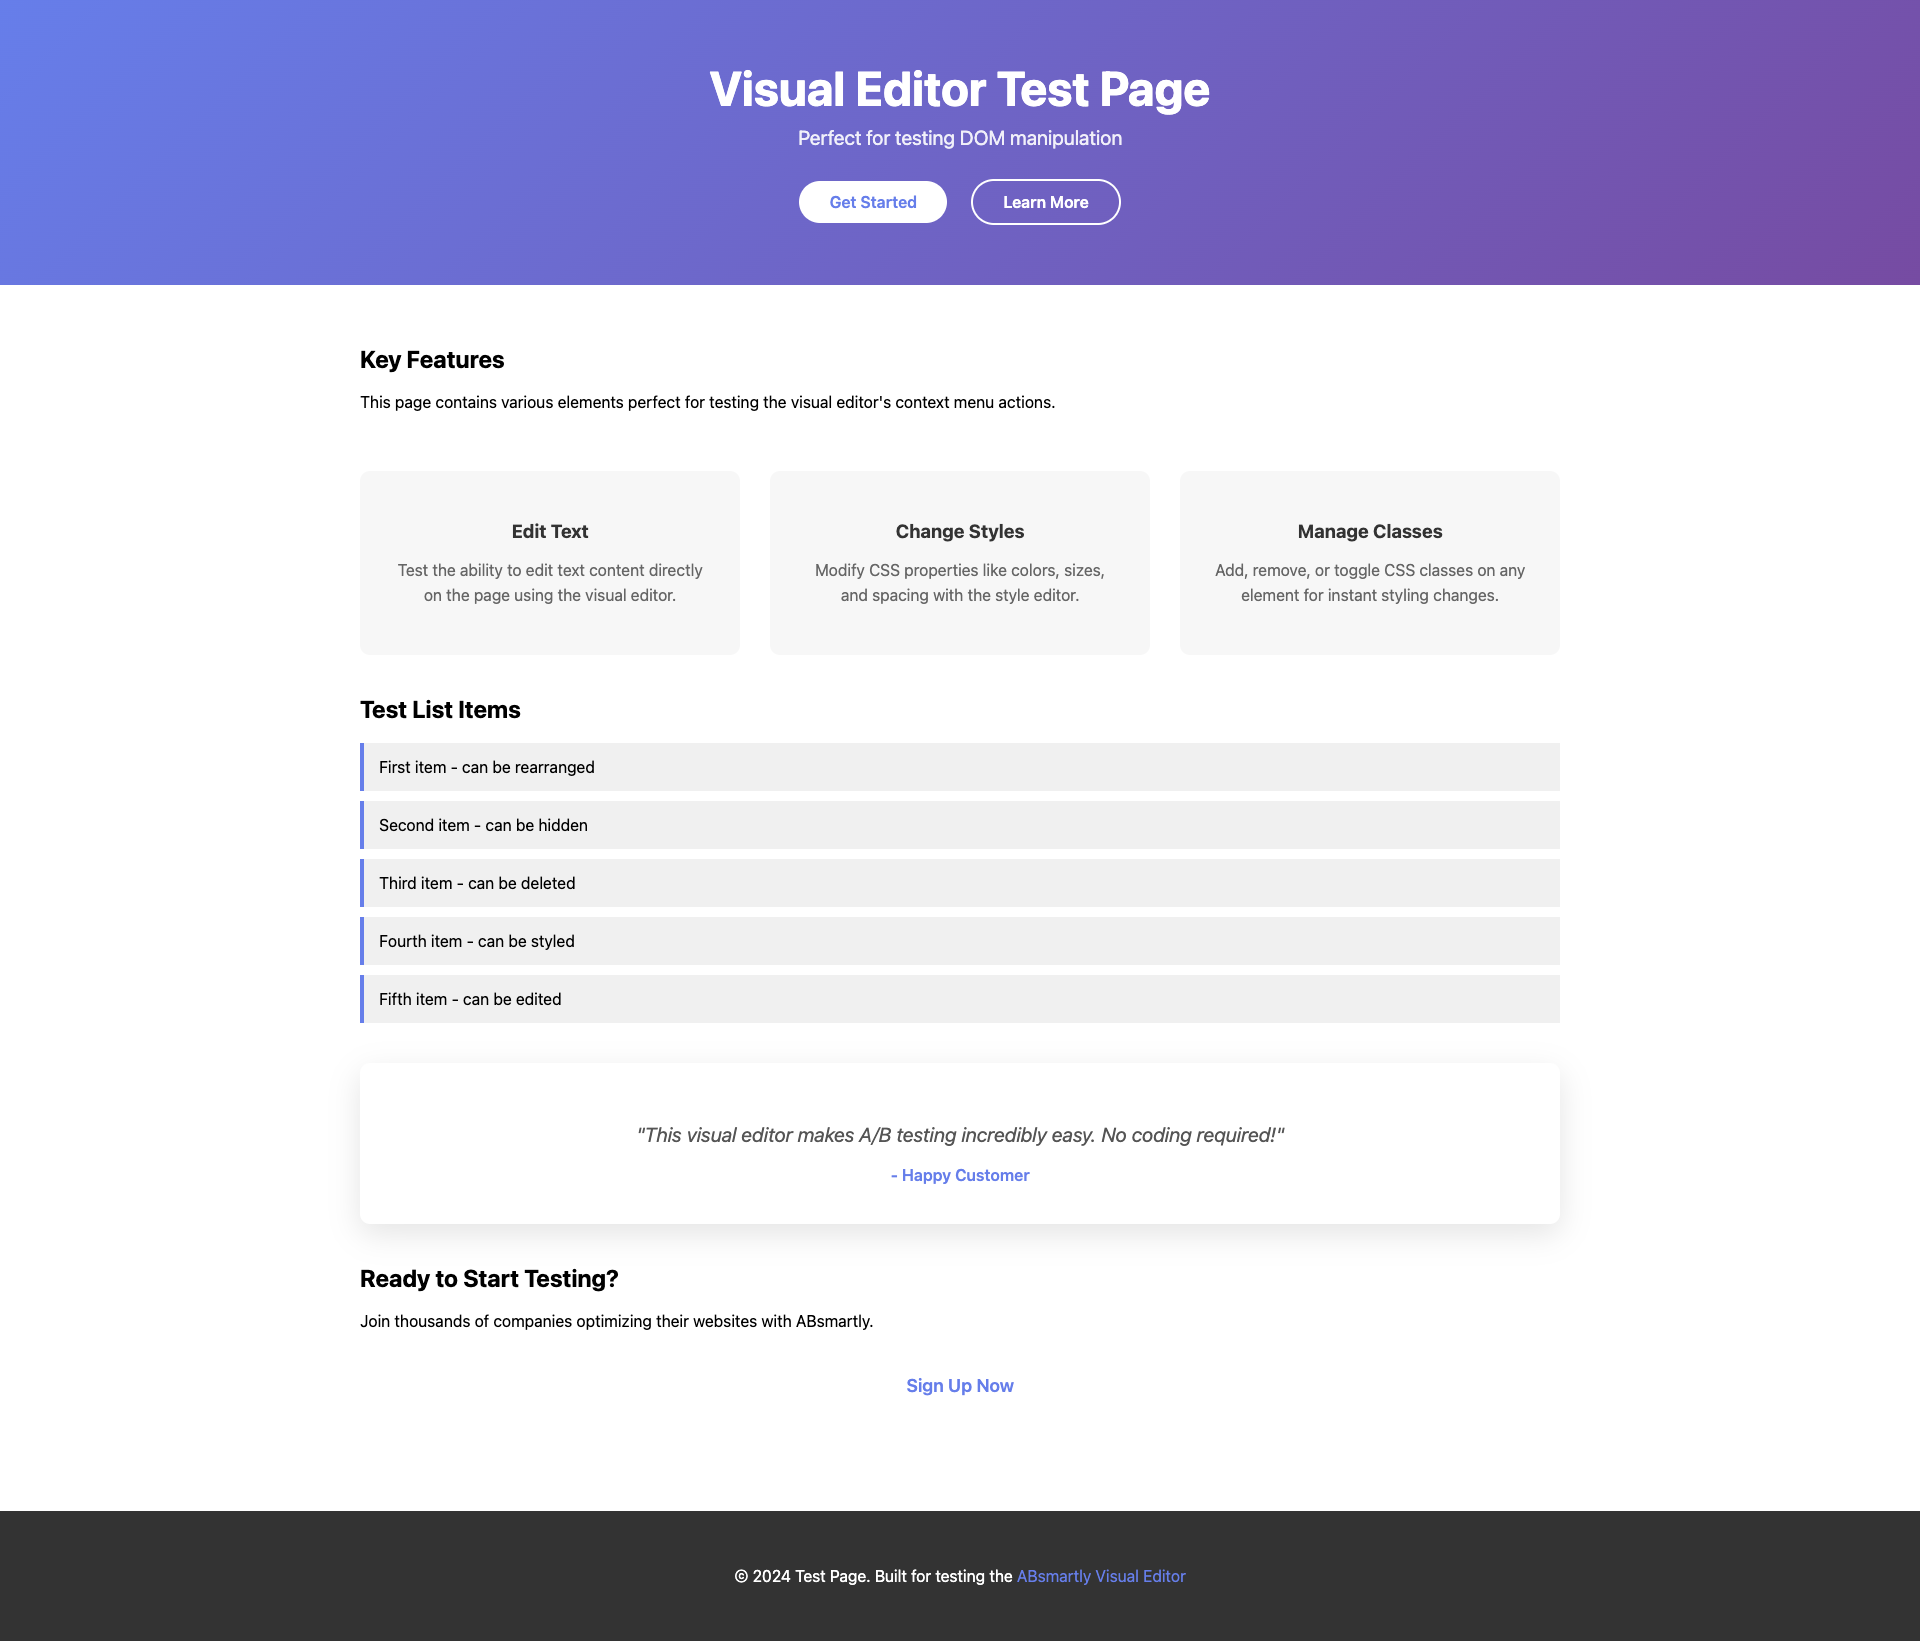 Visual Editor Test Page
Perfect for testing DOM manipulation
Get Started
Learn More
Key Features
This page contains various elements perfect for testing the visual editor's context menu actions.
Edit Text
Test the ability to edit text content directly
on the page using the visual editor.
Change Styles
Modify CSS properties like colors, sizes,
and spacing with the style editor.
Manage Classes
Add, remove, or toggle CSS classes on any
element for instant styling changes.
Test List Items
First item - can be rearranged
Second item - can be hidden
Third item - can be deleted
Fourth item - can be styled
Fifth item - can be edited
"This visual editor makes A/B testing incredibly easy. No coding required!"
- Happy Customer
Ready to Start Testing?
Join thousands of companies optimizing their websites with ABsmartly.
Sign Up Now
© 2024 Test Page. Built for testing the ABsmartly Visual Editor